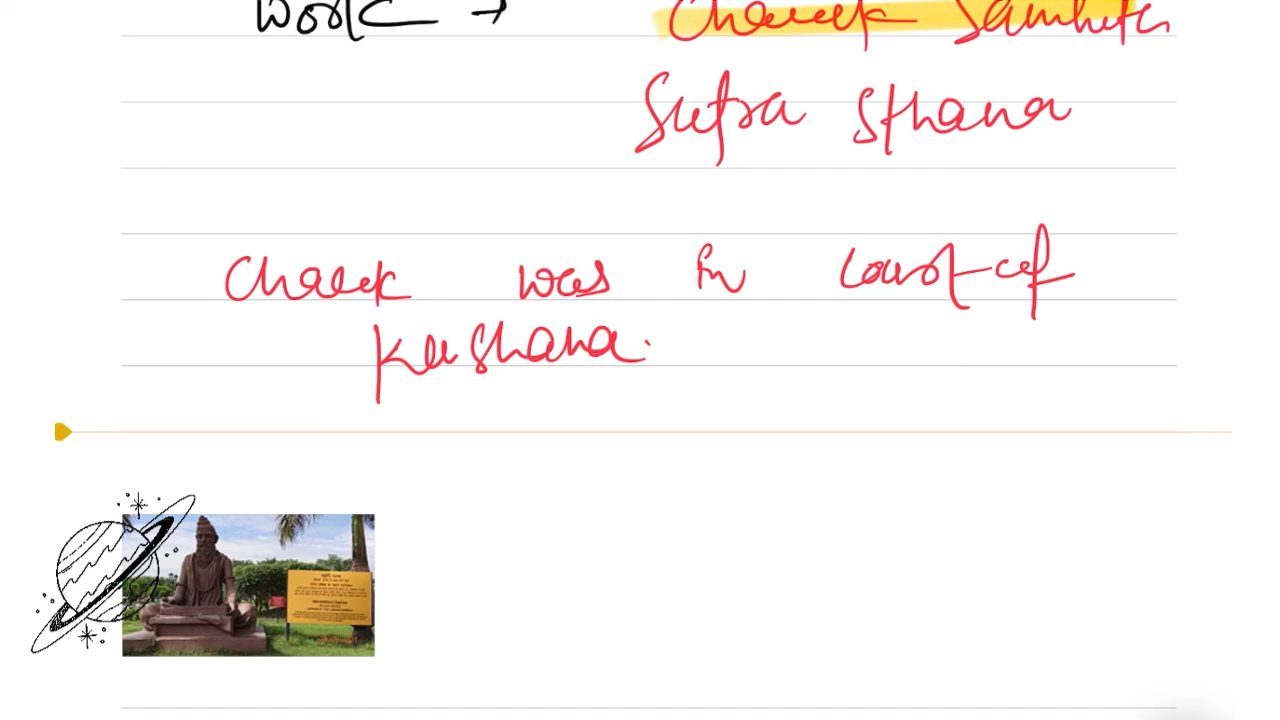 Work → Charak Samhita
Sutra Sthana
Charak was in court of
Kushana.